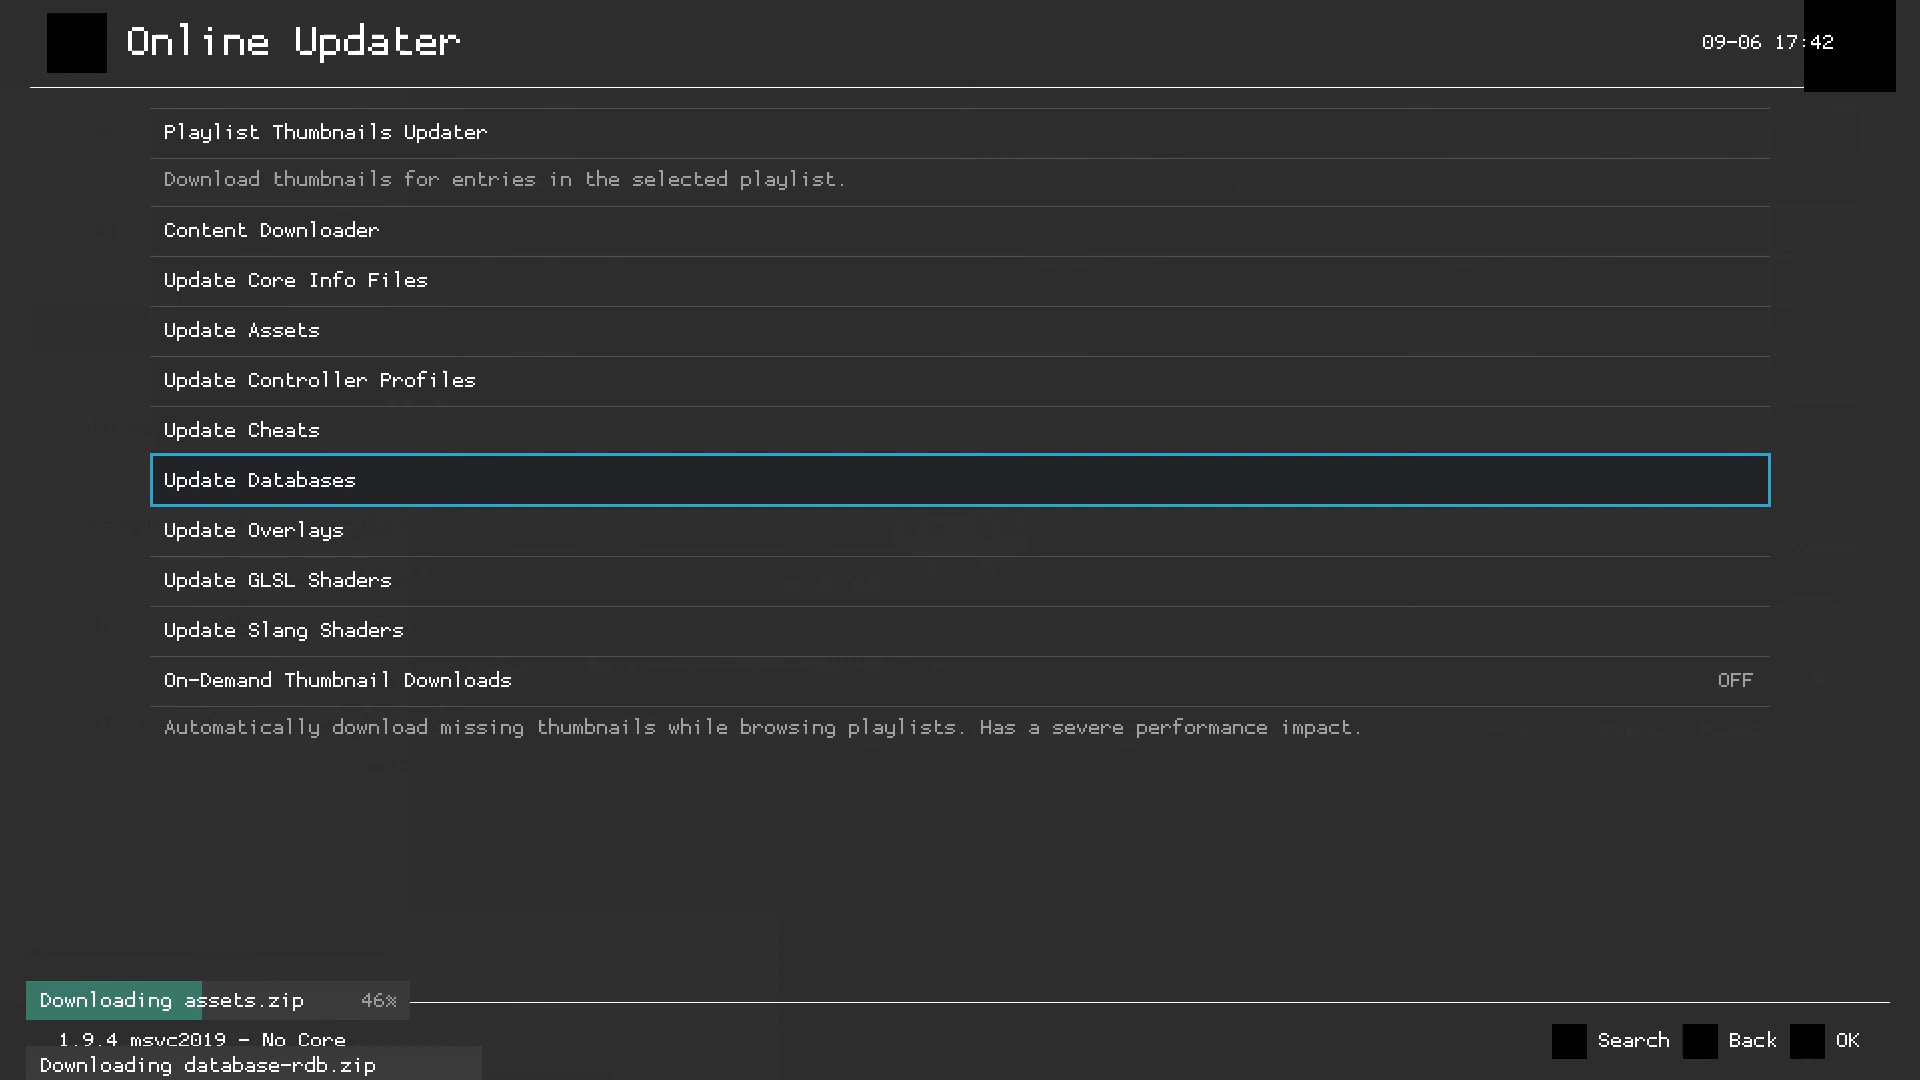 Online Updater
09-06 17:42
Playlist Thumbnails Updater
Download thumbnails for entries in the selected playlist.
Content Downloader
Update Core Info Files
Update Assets
Update Controller Profiles
Update Cheats
Update Databases
Update Overlays
Update GLSL Shaders
Update Slang Shaders
On-Demand Thumbnail Downloads OFF
Automatically download missing thumbnails while browsing playlists. Has a severe performance impact.
Downloading assets.zip 46%
1.9.4 msvc2019 - No Core
Search Back OK
Downloading database-rdb.zip